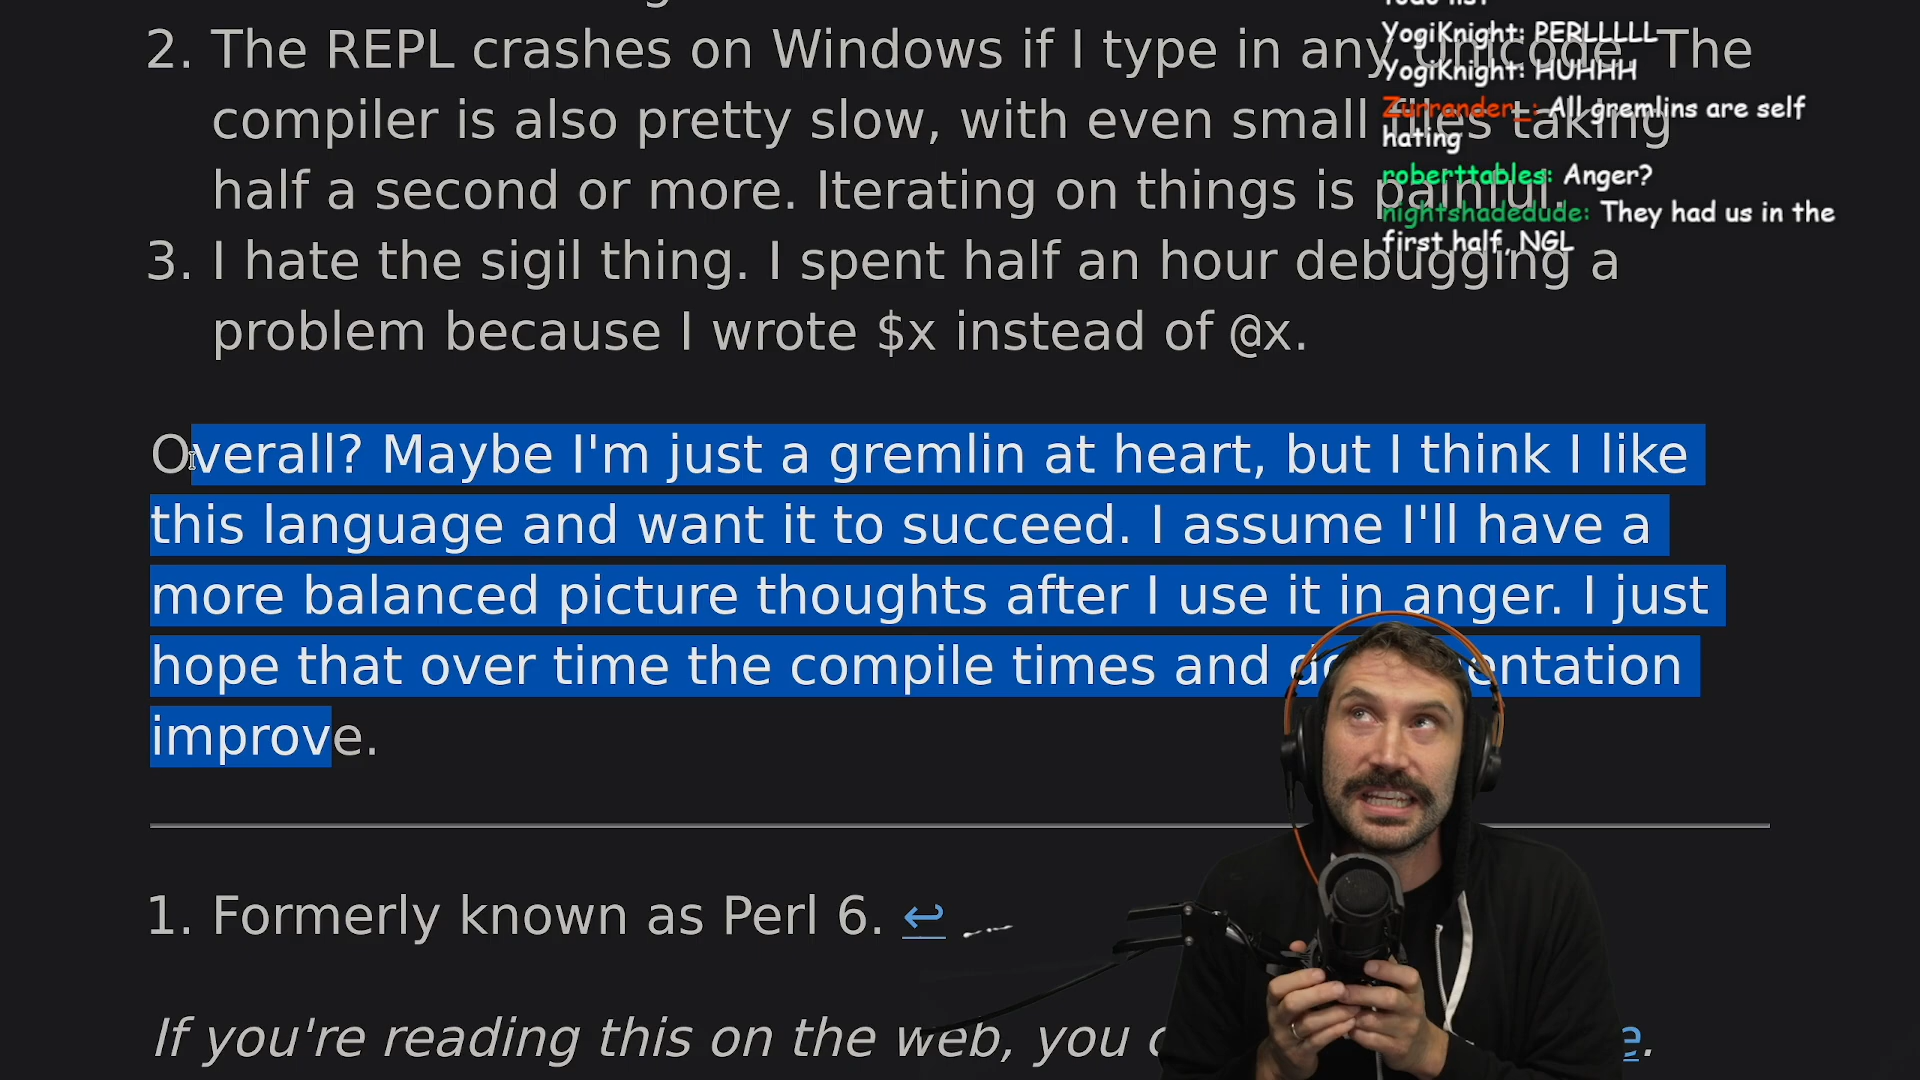 YogiKnight: PERLLLLL
YogiKnight: HUHHH
Zurrander_: All gremlins are self
hating
roberttables: Anger?
nightshadedude: They had us in the
first half, NGL
2. The REPL crashes on Windows if I type in any Unicode. The
compiler is also pretty slow, with even small files taking
half a second or more. Iterating on things is painful.
3. I hate the sigil thing. I spent half an hour debugging a
problem because I wrote $x instead of @x.
Overall? Maybe I'm just a gremlin at heart, but I think I like
this language and want it to succeed. I assume I'll have a
more balanced picture thoughts after I use it in anger. I just
hope that over time the compile times and documentation
improve.
1. Formerly known as Perl 6. ↩
If you're reading this on the web, you